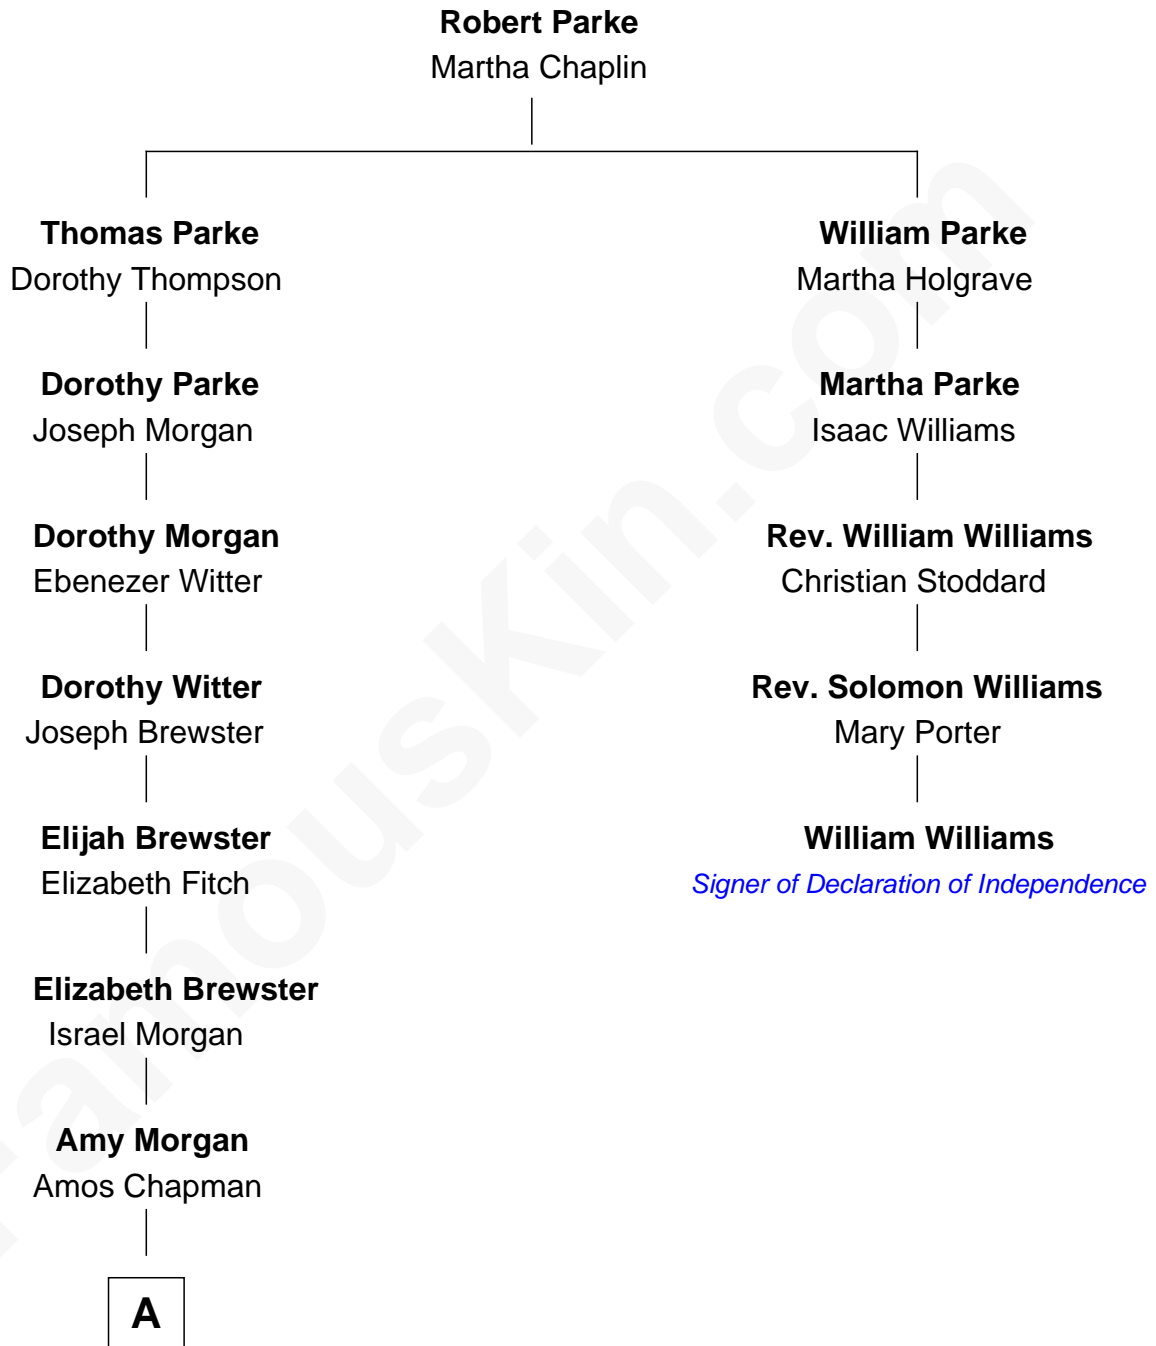 Robert Parke
Martha Chaplin
Thomas Parke
Dorothy Thompson
William Parke
Martha Holgrave
Dorothy Parke
Joseph Morgan
Martha Parke
Isaac Williams
Dorothy Morgan
Ebenezer Witter
Rev. William Williams
Christian Stoddard
Dorothy Witter
Joseph Brewster
Rev. Solomon Williams
Mary Porter
Elijah Brewster
Elizabeth Fitch
William Williams
Signer of Declaration of Independence
Elizabeth Brewster
Israel Morgan
Amy Morgan
Amos Chapman
A
FamousKin.com